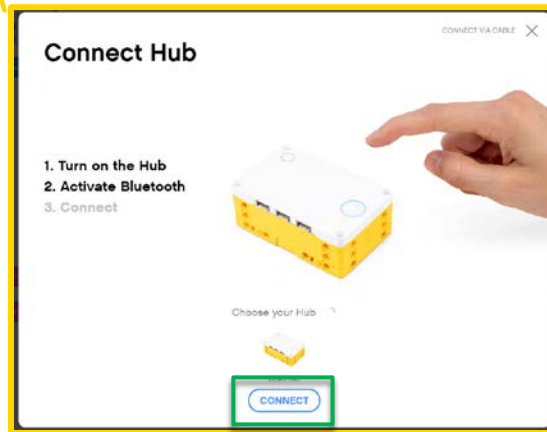 CONNECT VIA CABLE
Connect Hub
1. Turn on the Hub
2. Activate Bluetooth
3. Connect
Choose your Hub
CONNECT